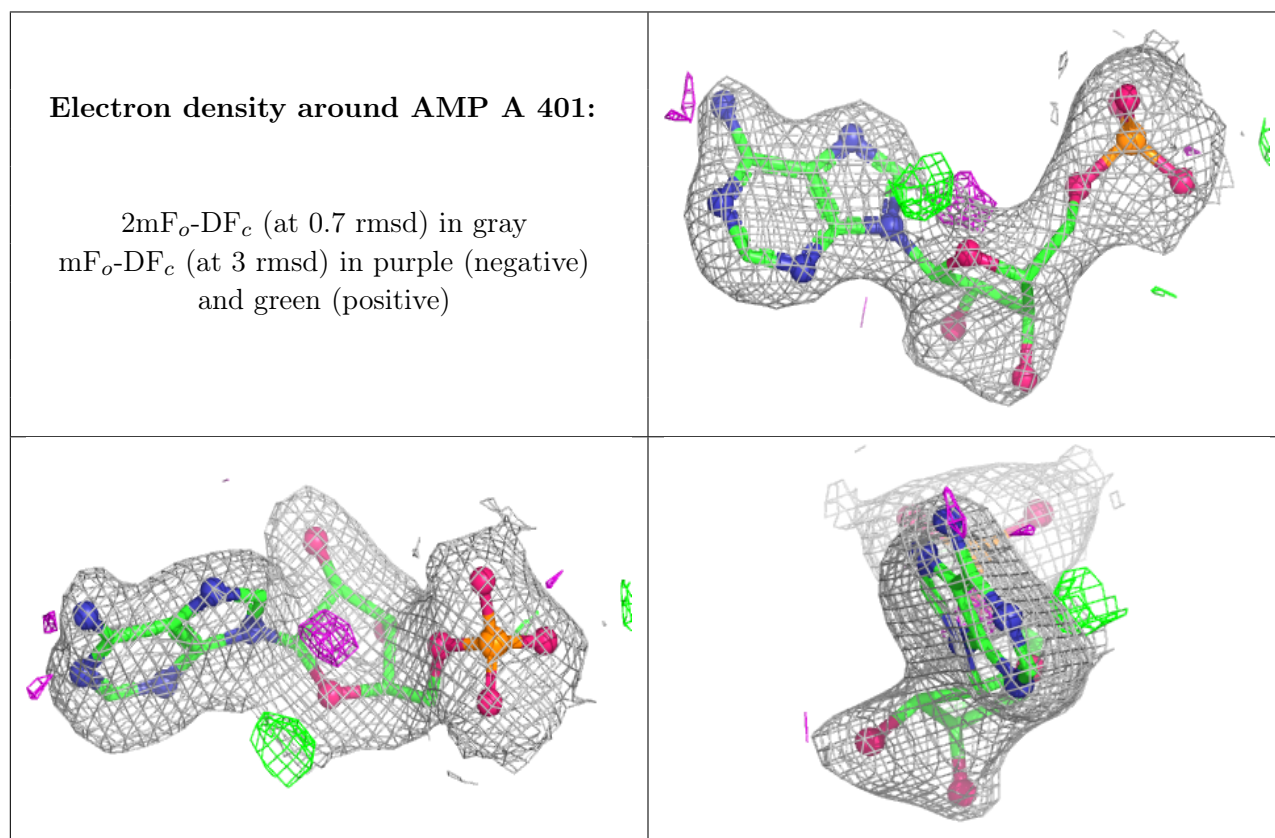 Electron density around AMP A 401:
2mFo-DFc (at 0.7 rmsd) in gray
mFo-DFc (at 3 rmsd) in purple (negative)
and green (positive)